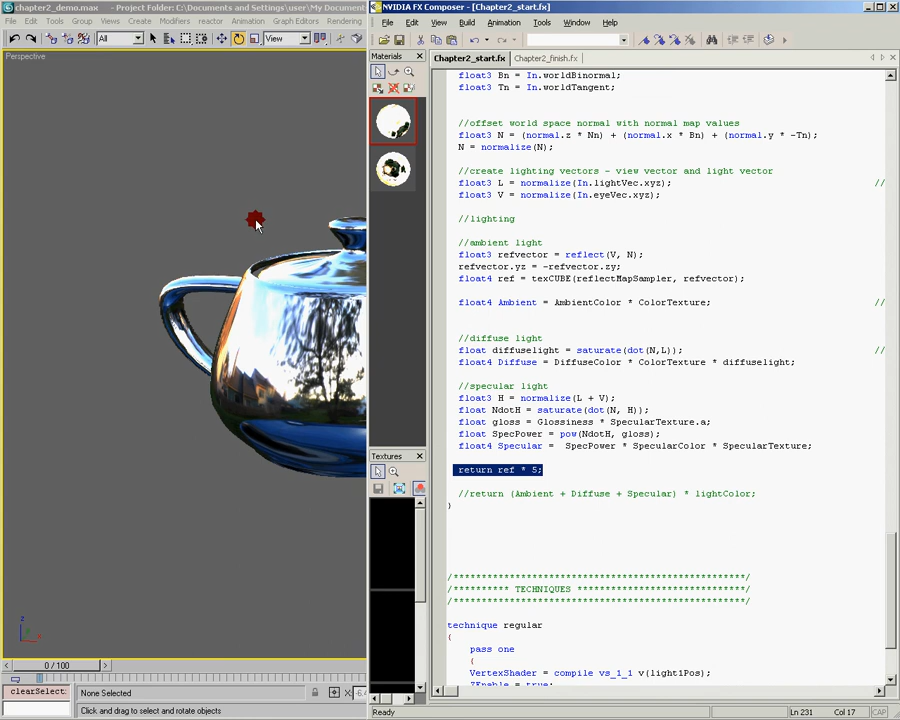 chapter2_demo.max - Project Folder: C:\Documents and Settings\user\My Document
File Edit Tools Group Views Create Modifiers reactor Animation Graph Editors Rendering
All
View
Perspective
z
x
< 0 / 100 >
clearSelect:
None Selected
X: -6.4
Click and drag to select and rotate objects
NVIDIA FX Composer - [Chapter2_start.fx]
File Edit View Build Animation Tools Window Help
Materials
Textures
Chapter2_start.fx Chapter2_finish.fx
float3 Bn = In.worldBinormal;
float3 Tn = In.worldTangent;
//offset world space normal with normal map values
float3 N = (normal.z * Nn) + (normal.x * Bn) + (normal.y * -Tn);
N = normalize(N);
//create lighting vectors - view vector and light vector
float3 L = normalize(In.lightVec.xyz); //
float3 V = normalize(In.eyeVec.xyz);
//lighting
//ambient light
float3 refvector = reflect(V, N);
refvector.yz = -refvector.zy;
float4 ref = texCUBE(reflectMapSampler, refvector);
float4 Ambient = AmbientColor * ColorTexture; //
//diffuse light
float diffuselight = saturate(dot(N,L)); //
float4 Diffuse = DiffuseColor * ColorTexture * diffuselight;
//specular light
float3 H = normalize(L + V);
float NdotH = saturate(dot(N, H));
float gloss = Glossiness * SpecularTexture.a;
float SpecPower = pow(NdotH, gloss);
float4 Specular = SpecPower * SpecularColor * SpecularTexture;
return ref * 5;
//return (Ambient + Diffuse + Specular) * lightColor;
}
/****************************************************/
/********** TECHNIQUES ******************************/
/****************************************************/
technique regular
{
pass one
{
VertexShader = compile vs_1_1 v(light1Pos);
ZEnable = true;
Ready
Ln 231 Col 17 CAP